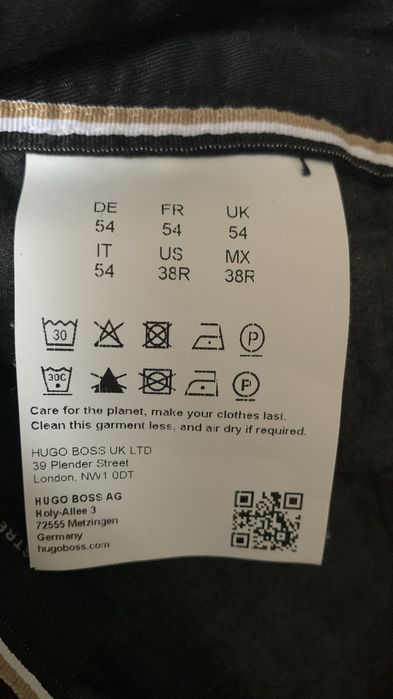 DE FR UK
54 54 54
IT US MX
54 38R 38R
30 P
30C P
Care for the planet, make your clothes last.
Clean this garment less, and air dry if required.
HUGO BOSS UK LTD
39 Plender Street
London, NW1 0DT
HUGO BOSS AG
Holy-Allee 3
72555 Metzingen
Germany
hugoboss.com